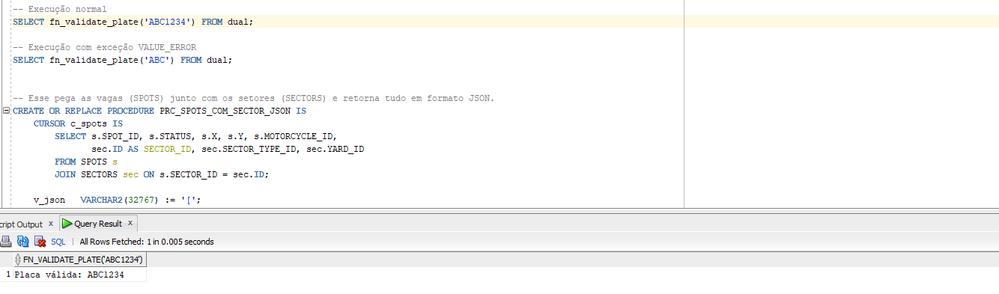 -- Execução normal
SELECT fn_validate_plate('ABC1234') FROM dual;
-- Execução com exceção VALUE_ERROR
SELECT fn_validate_plate('ABC') FROM dual;
-- Esse pega as vagas (SPOTS) junto com os setores (SECTORS) e retorna tudo em formato JSON.
CREATE OR REPLACE PROCEDURE PRC_SPOTS_COM_SECTOR_JSON IS
CURSOR c_spots IS
SELECT s.SPOT_ID, s.STATUS, s.X, s.Y, s.MOTORCYCLE_ID,
sec.ID AS SECTOR_ID, sec.SECTOR_TYPE_ID, sec.YARD_ID
FROM SPOTS s
JOIN SECTORS sec ON s.SECTOR_ID = sec.ID;
v_json VARCHAR2(32767) := '[';
cript Output x Query Result x
SQL | All Rows Fetched: 1 in 0.005 seconds
FN_VALIDATE_PLATE('ABC1234')
1 Placa válida: ABC1234